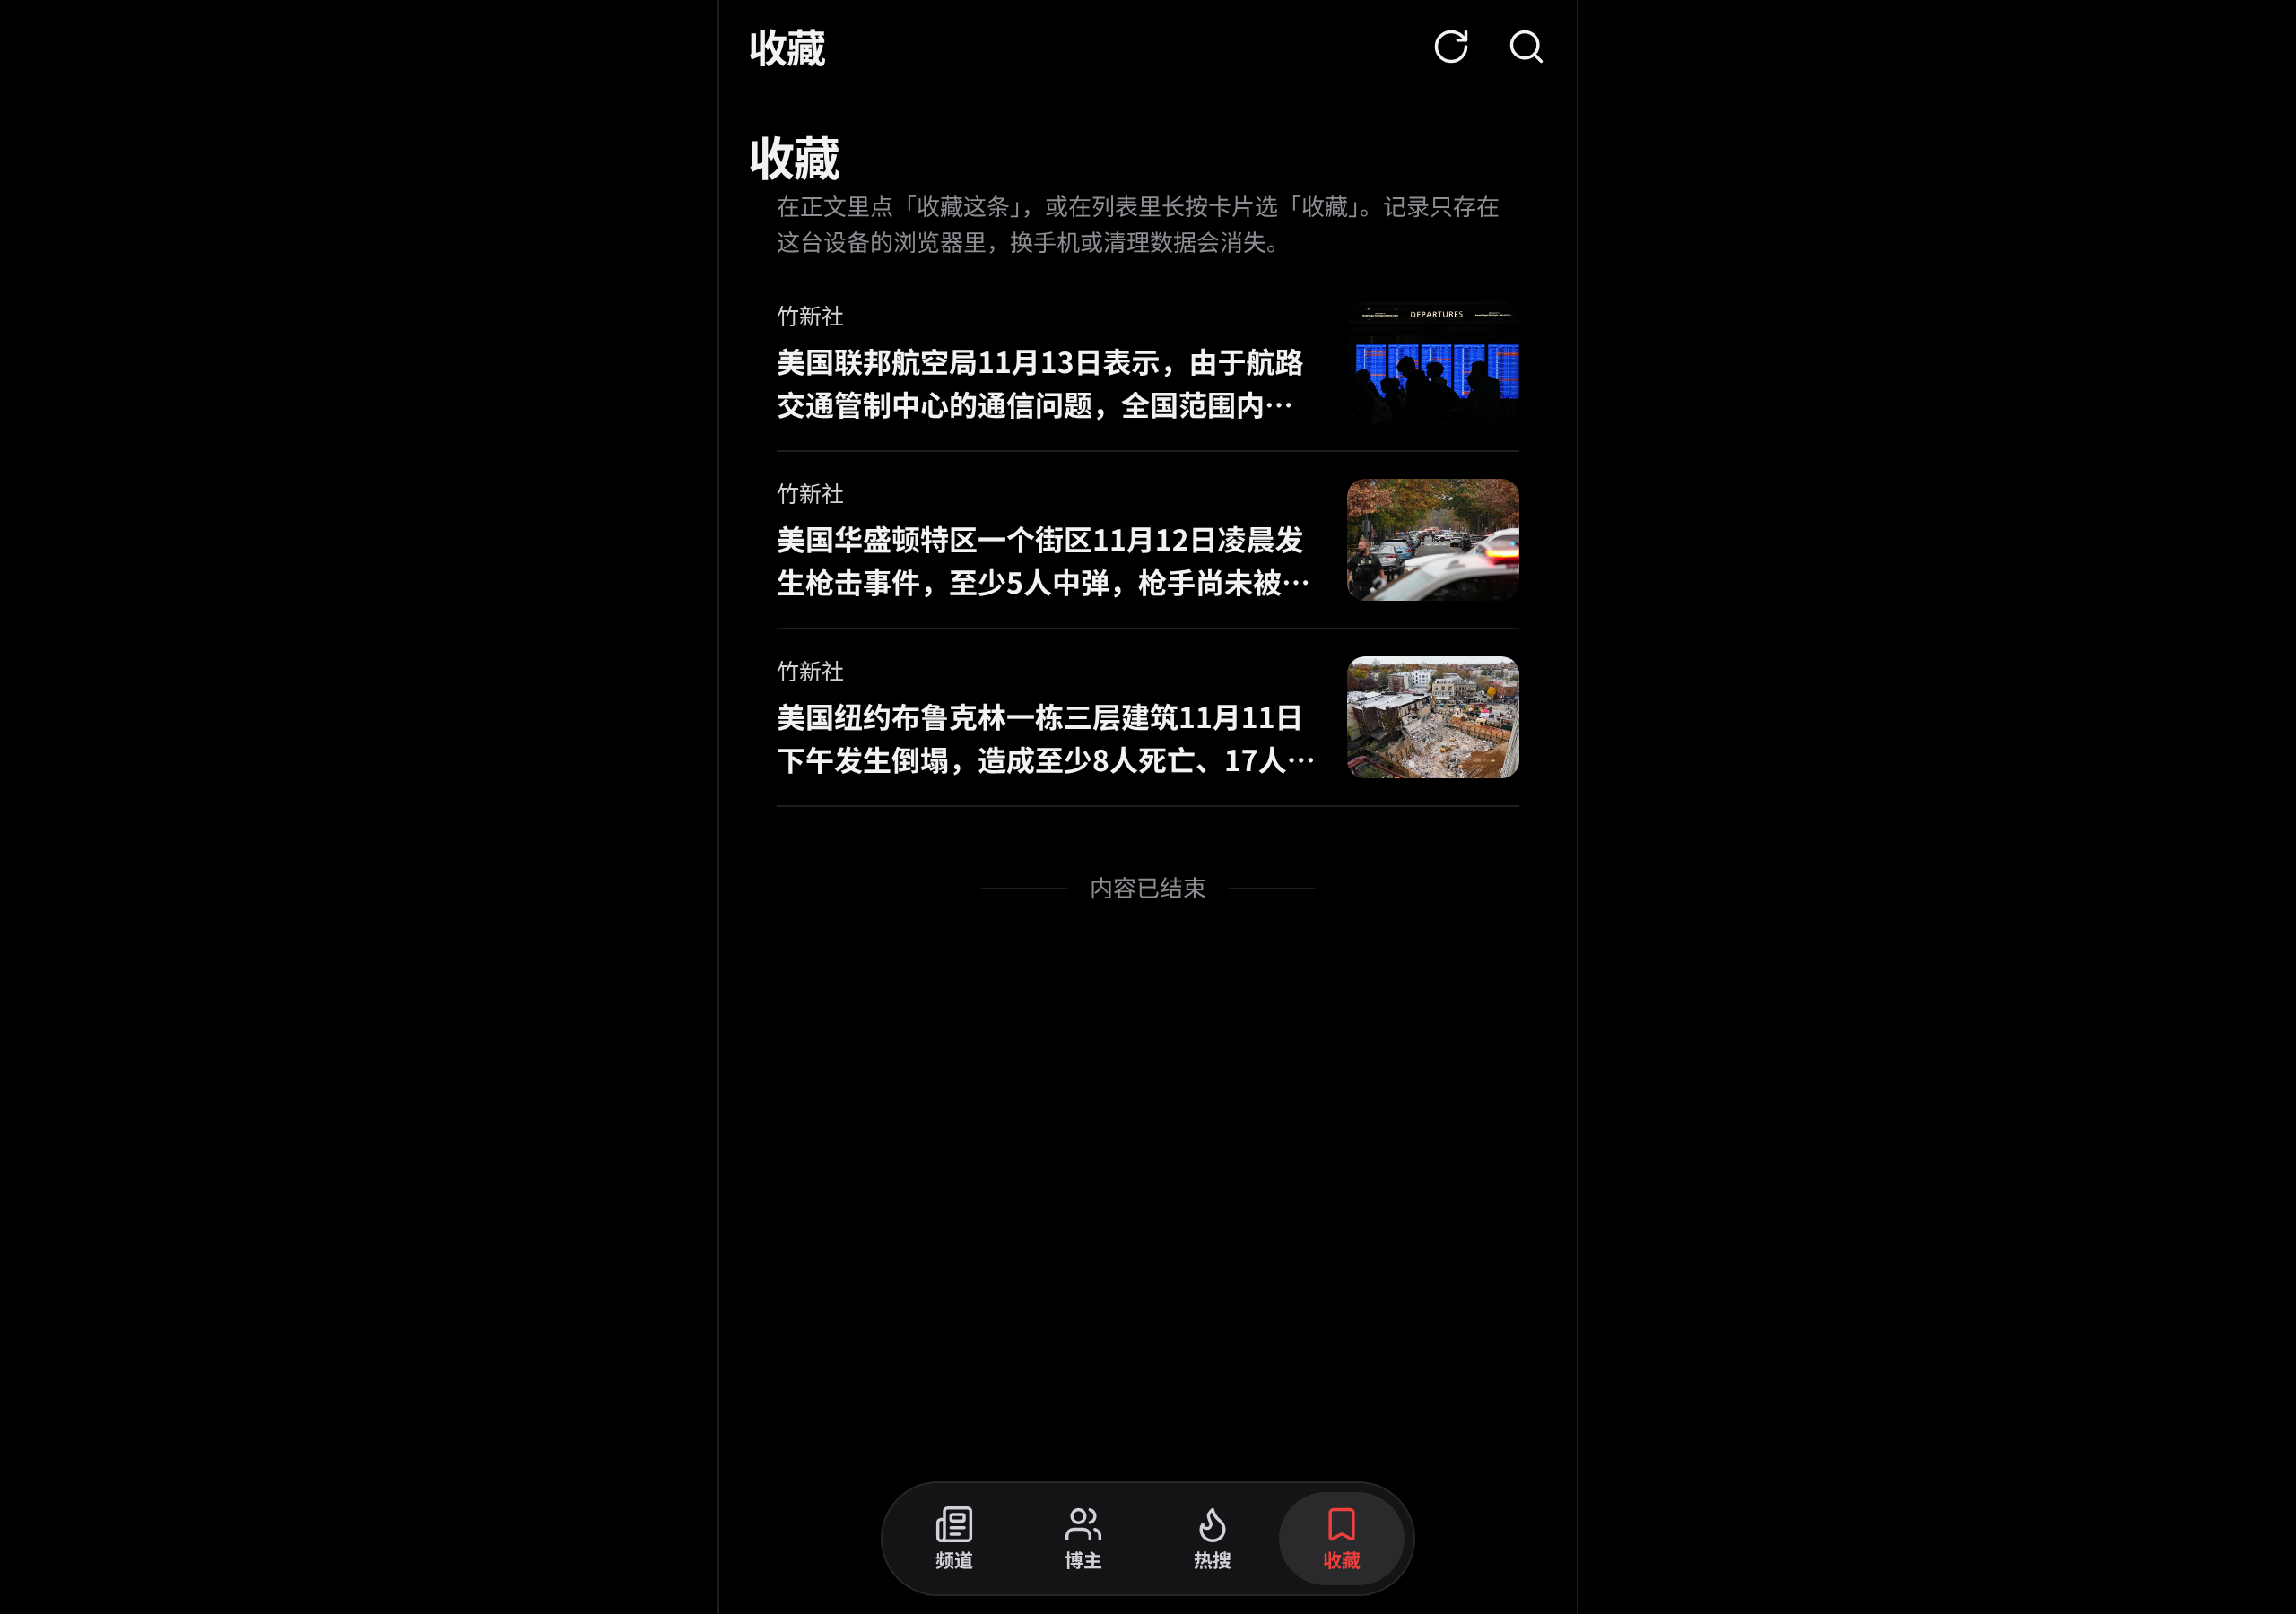 收藏
收藏
在正文里点「收藏这条」，或在列表里长按卡片选「收藏」。记录只存在
这台设备的浏览器里，换手机或清理数据会消失。
竹新社
美国联邦航空局11月13日表示，由于航路
交通管制中心的通信问题，全国范围内…
DEPARTURES
竹新社
美国华盛顿特区一个街区11月12日凌晨发
生枪击事件，至少5人中弹，枪手尚未被…
竹新社
美国纽约布鲁克林一栋三层建筑11月11日
下午发生倒塌，造成至少8人死亡、17人…
内容已结束
频道
博主
热搜
收藏